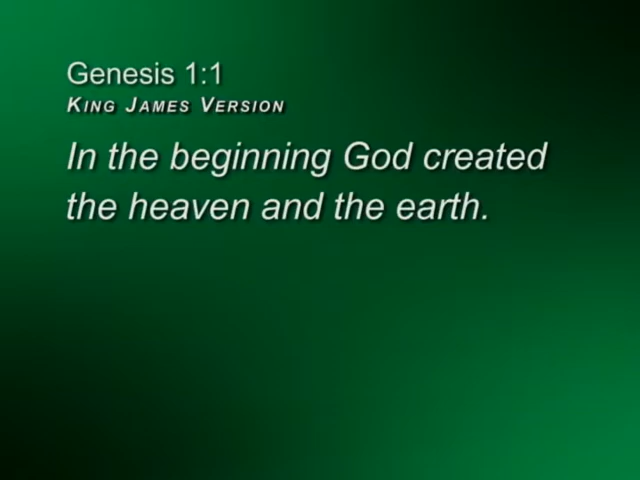 Genesis 1:1
King James Version
In the beginning God created
the heaven and the earth.